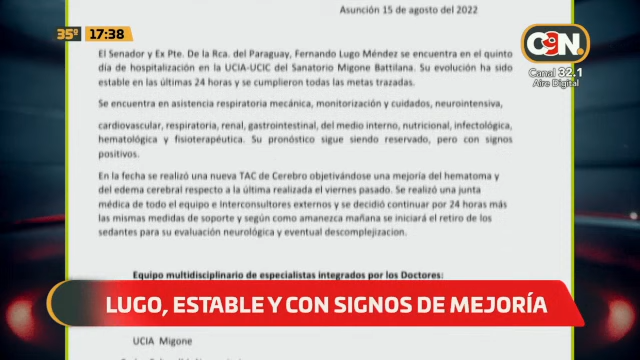 35º 17:38
Asunción 15 de agosto del 2022
C9N.
Canal 32.1
Aire Digital
El Senador y Ex Pte. De la Rca. del Paraguay, Fernando Lugo Méndez se encuentra en el quinto
día de hospitalización en la UCIA-UCIC del Sanatorio Migone Battilana. Su evolución ha sido
estable en las últimas 24 horas y se cumplieron todas las metas trazadas.
Se encuentra en asistencia respiratoria mecánica, monitorización y cuidados, neurointensiva,
cardiovascular, respiratoria, renal, gastrointestinal, del medio interno, nutricional, infectológica,
hematológica y fisioterapéutica. Su pronóstico sigue siendo reservado, pero con signos
positivos.
En la fecha se realizó una nueva TAC de Cerebro objetivándose una mejoría del hematoma y
del edema cerebral respecto a la última realizada el viernes pasado. Se realizó una junta
médica de todo el equipo e Interconsultores externos y se decidió continuar por 24 horas más
las mismas medidas de soporte y según como amanezca mañana se iniciará el retiro de los
sedantes para su evaluación neurológica y eventual descomplejizacion.
Equipo multidisciplinario de especialistas integrados por los Doctores:
LUGO, ESTABLE Y CON SIGNOS DE MEJORÍA
UCIA Migone